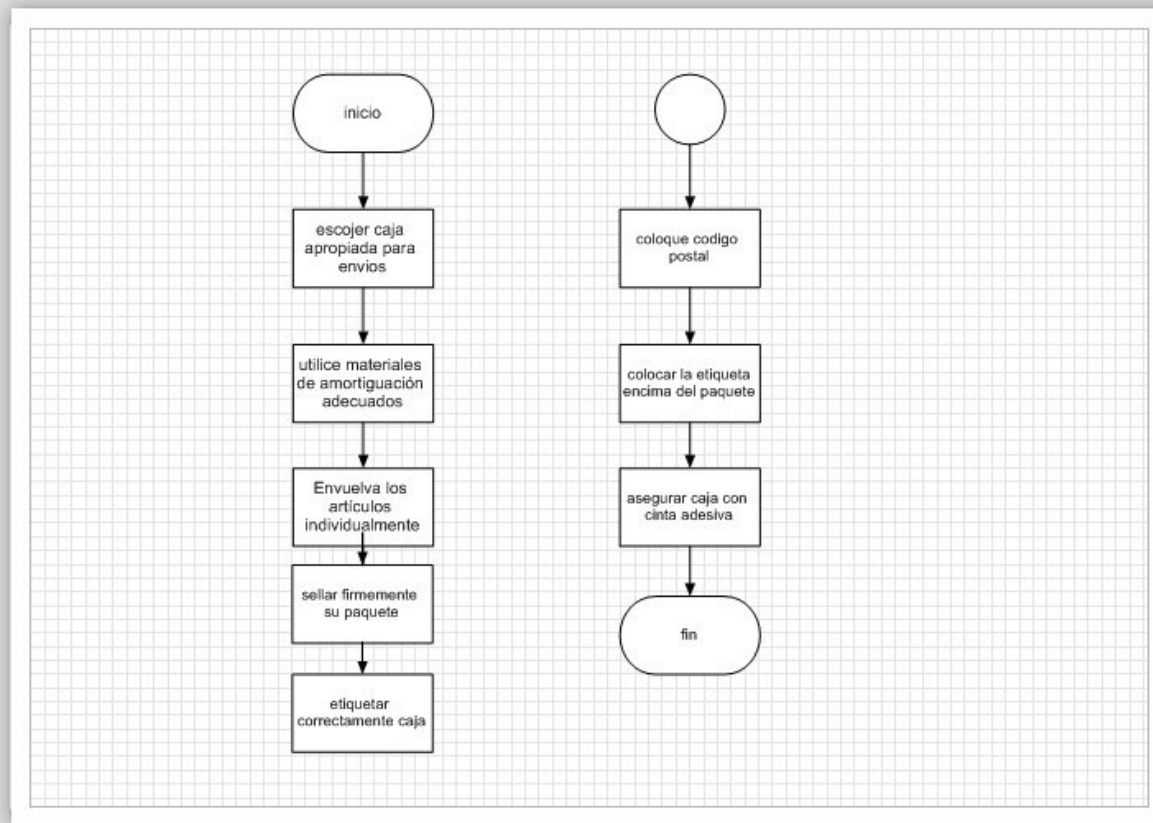 inicio
escojer caja
apropiada para
envios
utilice materiales
de amortiguación
adecuados
Envuelva los
artículos
individualmente
sellar firmemente
su paquete
etiquetar
correctamente caja
coloque codigo
postal
colocar la etiqueta
encima del paquete
asegurar caja con
cinta adesiva
fin